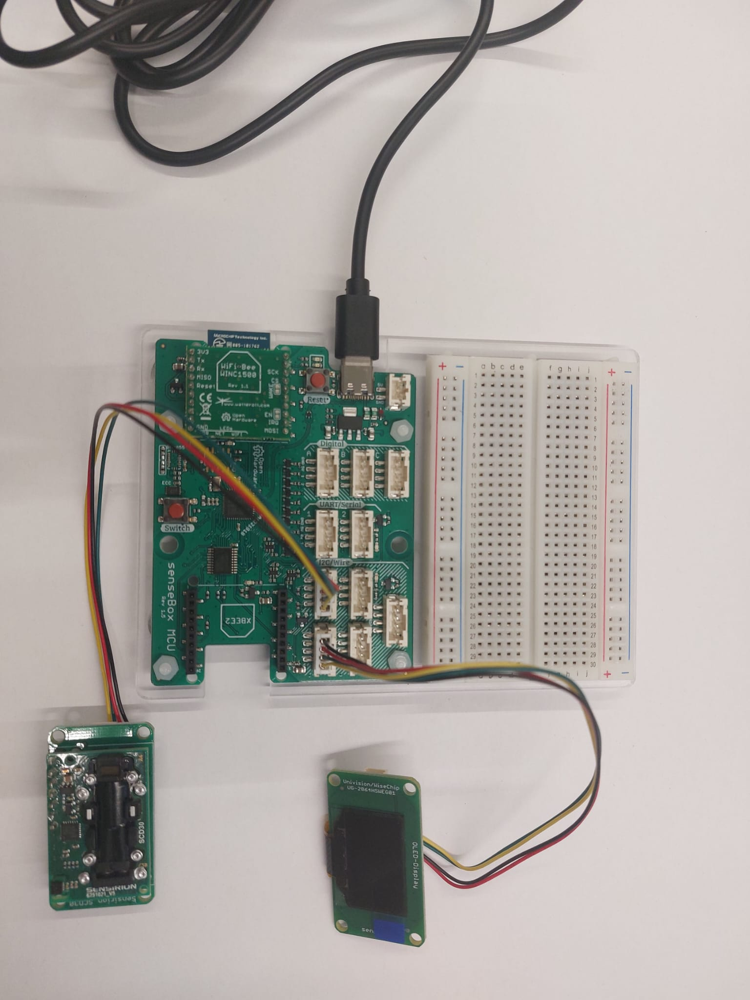 Microchip Technology Inc.
005-101762
3V3
Tx
Rx
MISO
Reset
GND
WiFi-Bee
WINC1500
Rev 1.1
SCK
CS
EN
IRQ
MOSI
CE
www.watterott.com
Open
Hardware
LEDs
NET WiFi
Reset
5V
GND
Digital
A B C
Open
Hardware
ECC
Switch
UART/Serial
1 2
I2C/Wire
XBEE2
senseBox MCU
Rev 1.5
+ −
a b c d e
f g h i j
+ −
1
2
3
4
5
6
7
8
9
10
11
12
13
14
15
16
17
18
19
20
21
22
23
24
25
26
27
28
29
30
+ −
SCD30
SENSIRION
Sensirion SCD30
Univision/WiseChip
UG-2864HSWEG01
OLED-Display